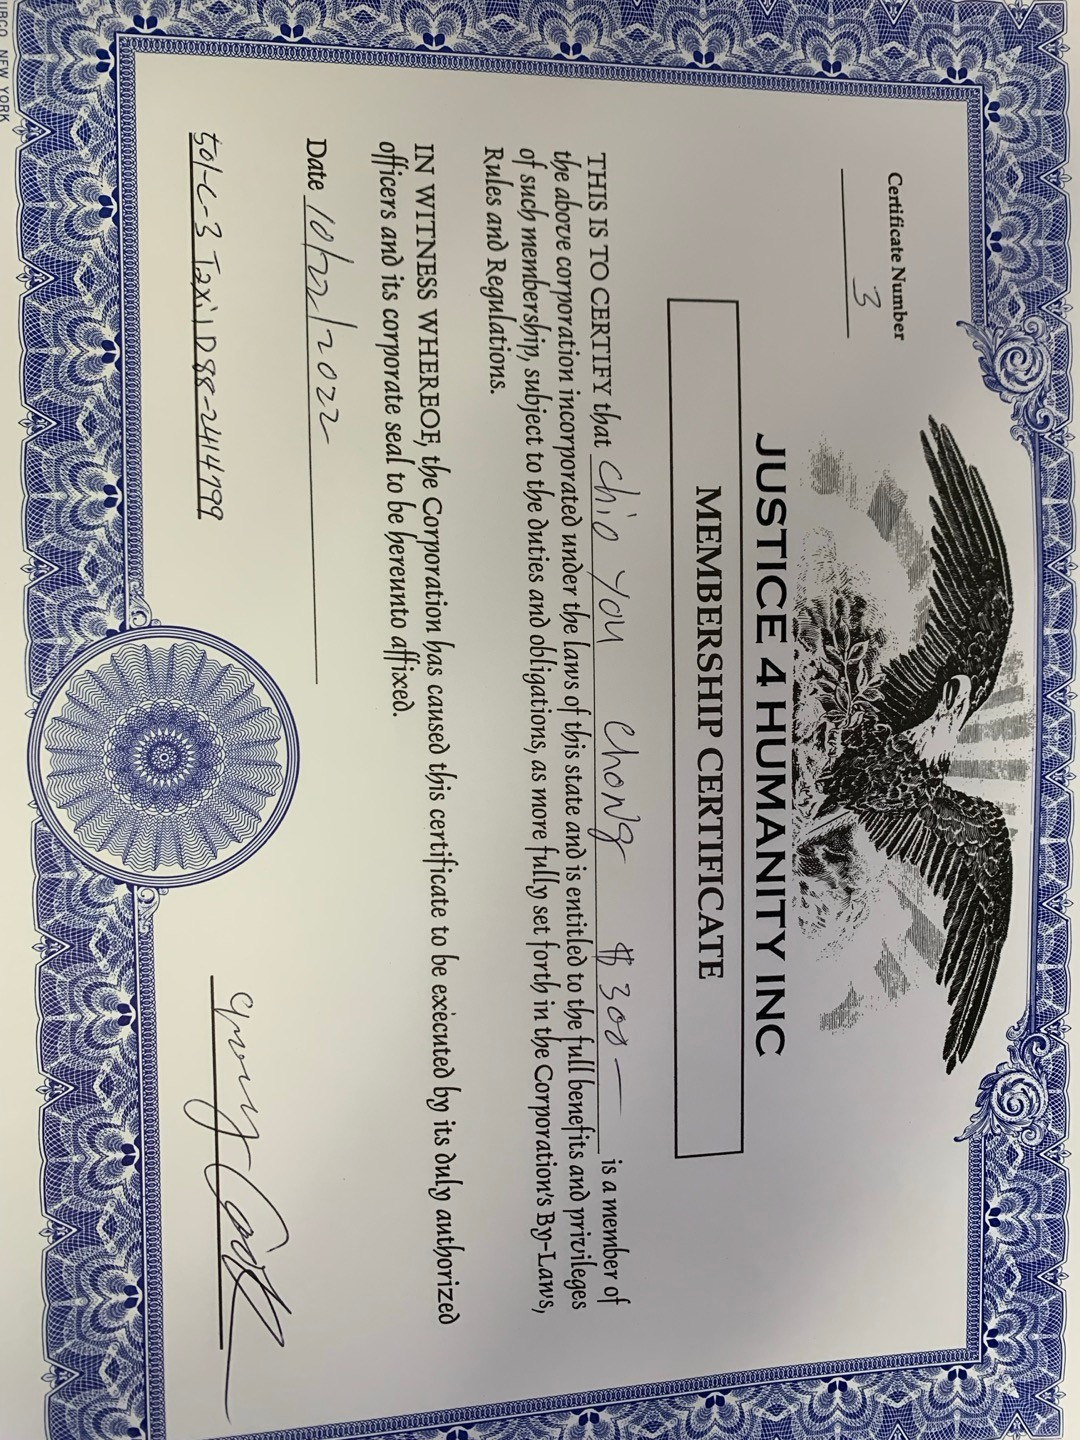 Certificate Number
3
JUSTICE 4 HUMANITY INC
MEMBERSHIP CERTIFICATE
THIS IS TO CERTIFY that Chio You Chong $300— is a member of
the above corporation incorporated under the laws of this state and is entitled to the full benefits and privileges
of such membership, subject to the duties and obligations, as more fully set forth in the Corporation's By-Laws,
Rules and Regulations.
IN WITNESS WHEREOF, the Corporation has caused this certificate to be executed by its duly authorized
officers and its corporate seal to be hereunto affixed.
Date 10/22/2022
501-C-3 Tax ID 88-2414799
NEW YORK